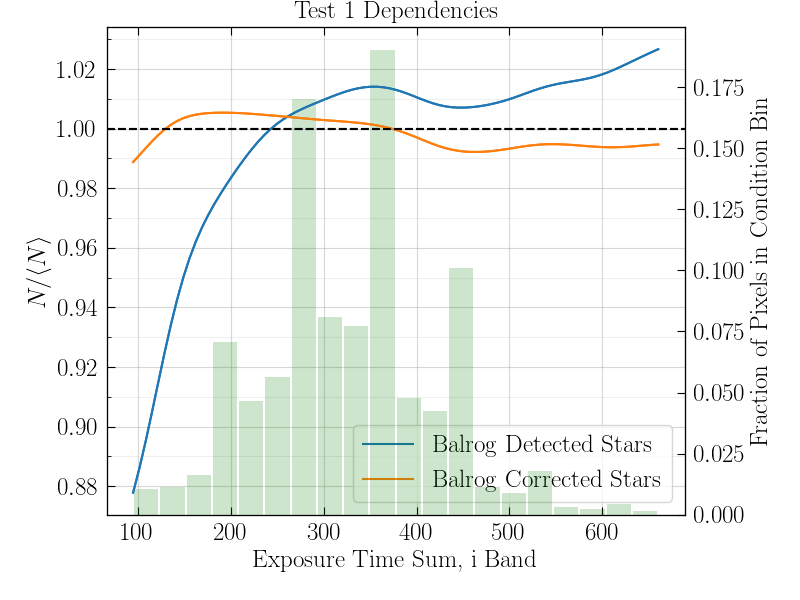 Test 1 Dependencies
1.02
1.00
0.98
0.96
0.94
0.92
0.90
0.88
N/⟨N⟩
0.175
0.150
0.125
0.100
0.075
0.050
0.025
0.000
Fraction of Pixels in Condition Bin
Balrog Detected Stars
Balrog Corrected Stars
100 200 300 400 500 600
Exposure Time Sum, i Band